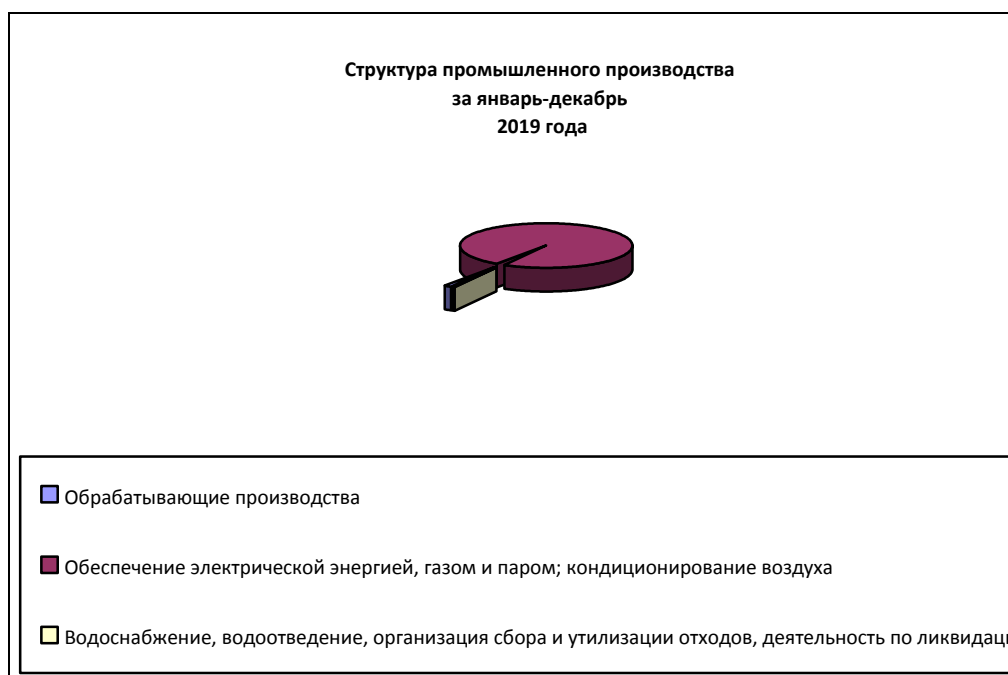 Структура промышленного производства
за январь-декабрь
2019 года
Обрабатывающие производства
Обеспечение электрической энергией, газом и паром; кондиционирование воздуха
Водоснабжение, водоотведение, организация сбора и утилизации отходов, деятельность по